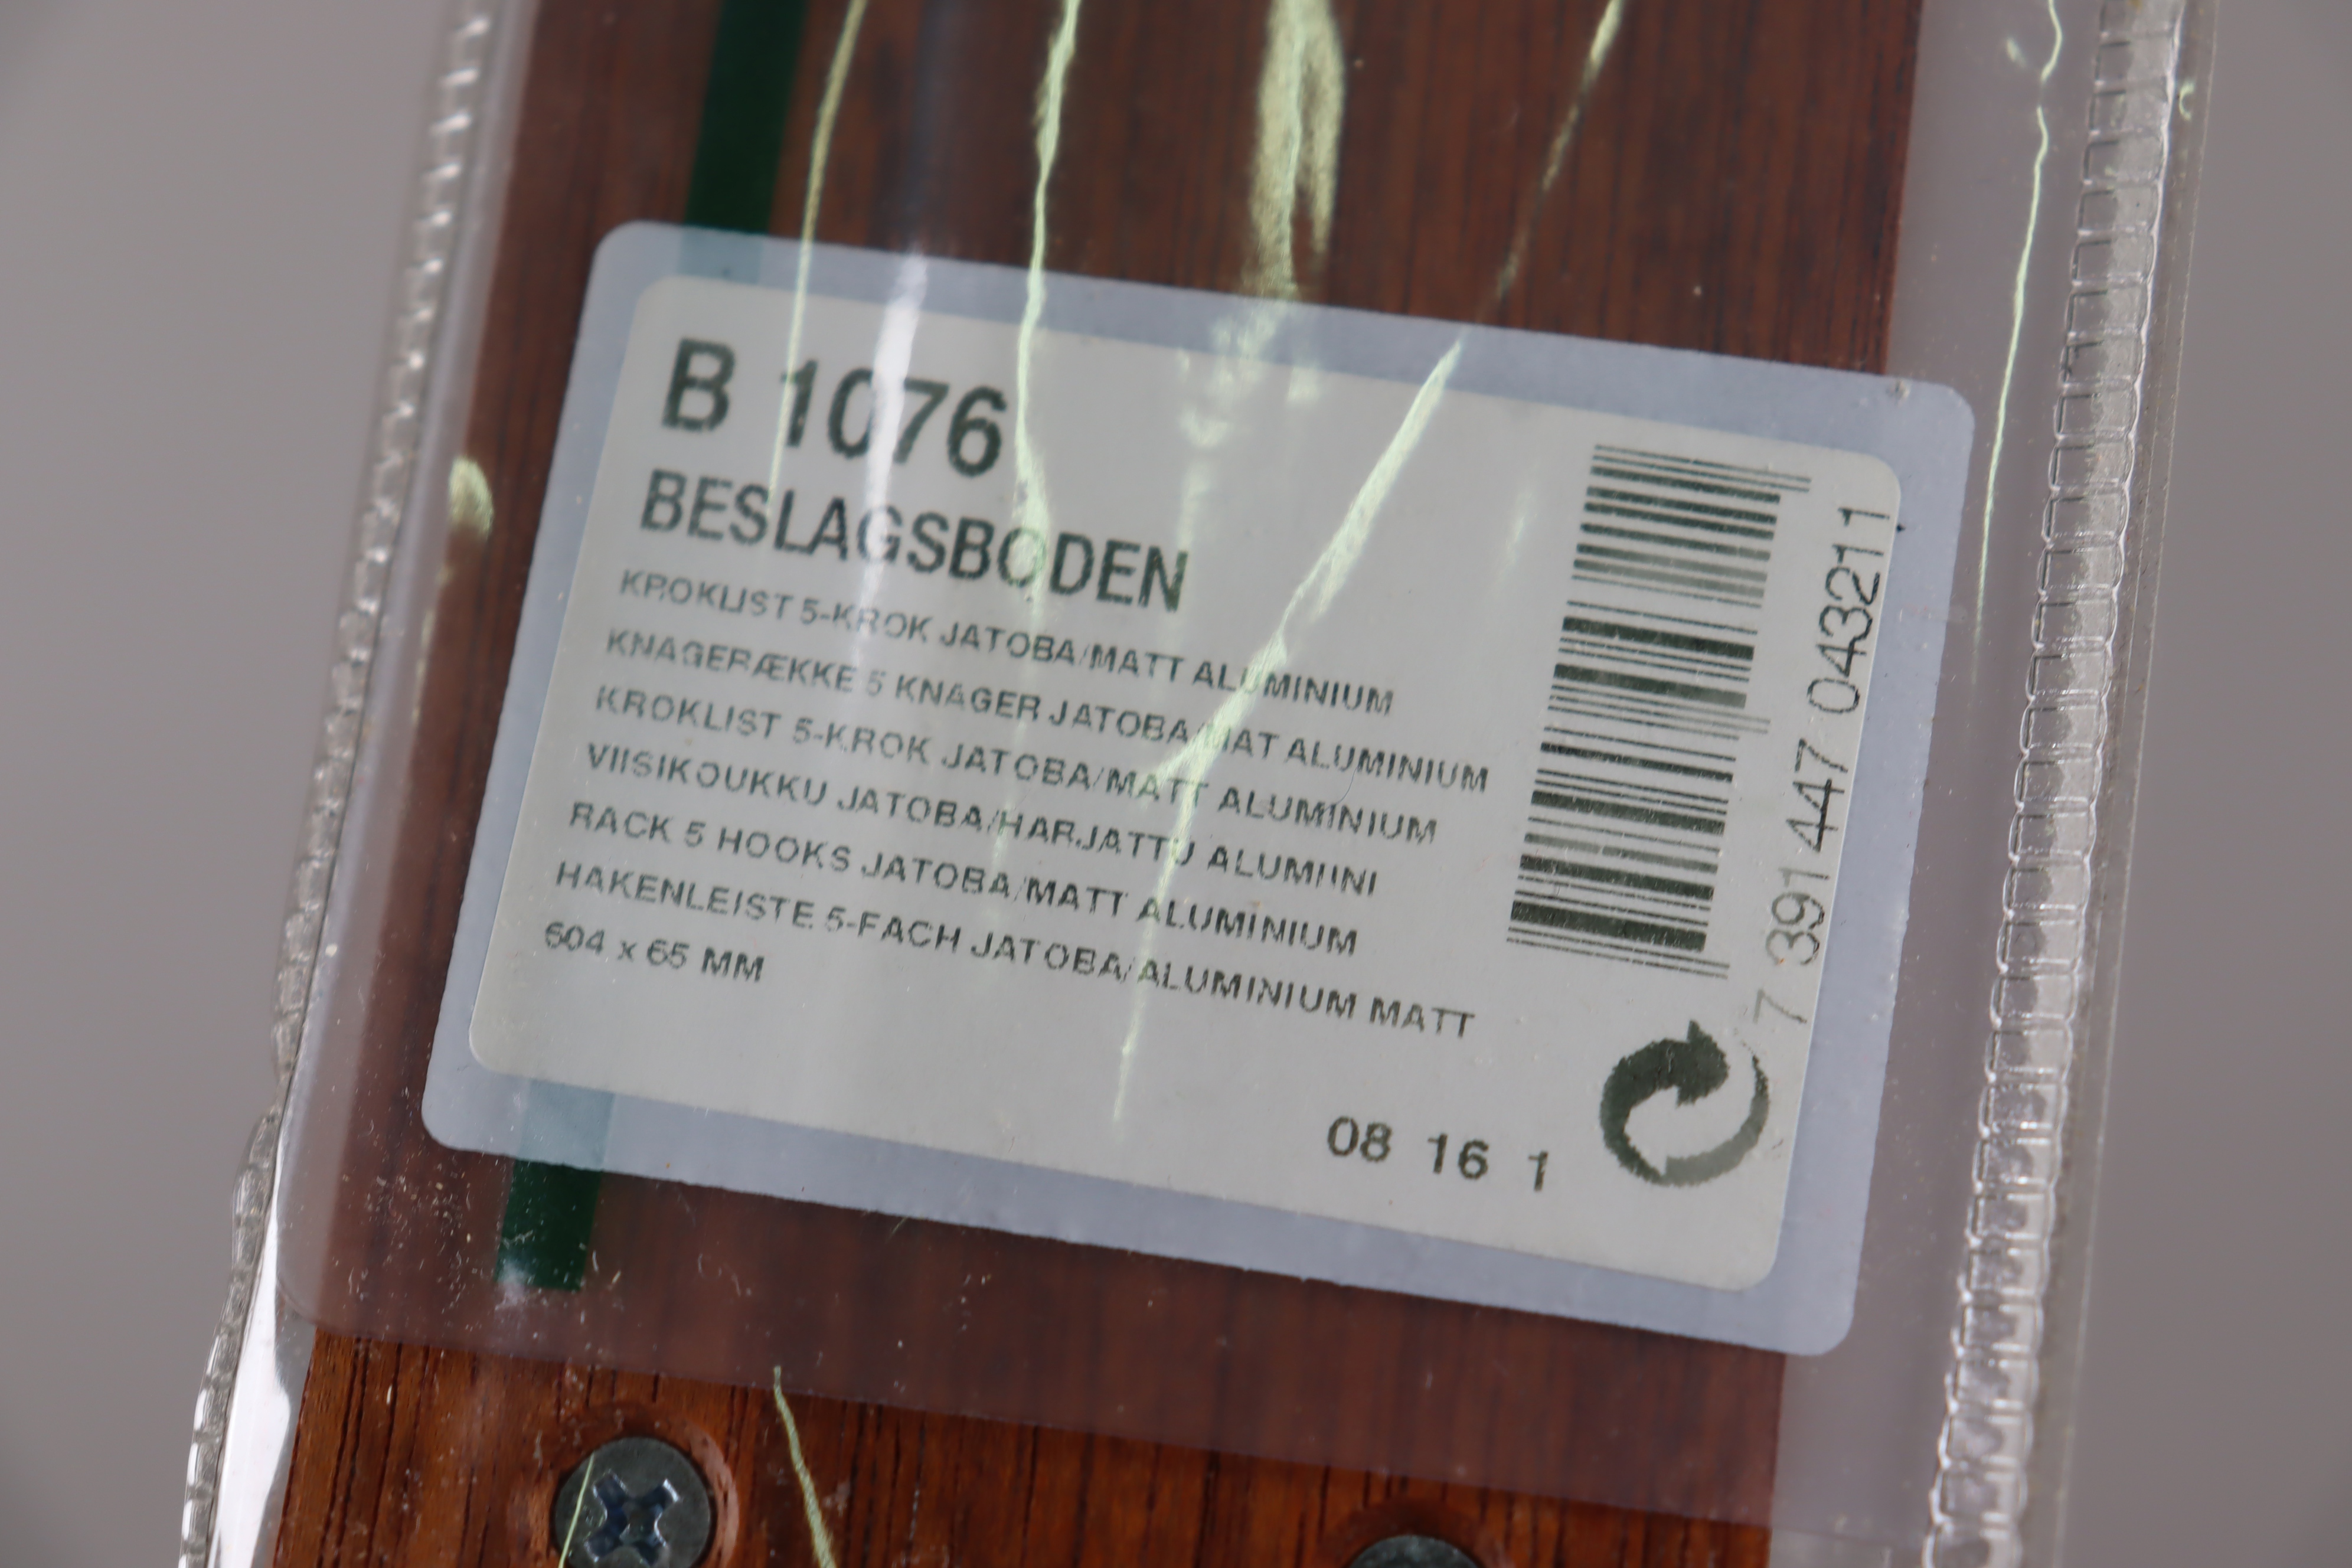 B 1076
BESLAGSBODEN
KROKLIST 5-KROK JATOBA/MATT ALUMINIUM
KNAGERÆKKE 5 KNAGER JATOBA/MAT ALUMINIUM
KROKLIST 5-KROK JATOBA/MATT ALUMINIUM
VIISIKOUKKU JATOBA/HARJATTU ALUMIINI
RACK 5 HOOKS JATOBA/MATT ALUMINIUM
HAKENLEISTE 5-FACH JATOBA/ALUMINIUM MATT
604 x 65 MM
7 391447 043211
08 16 1